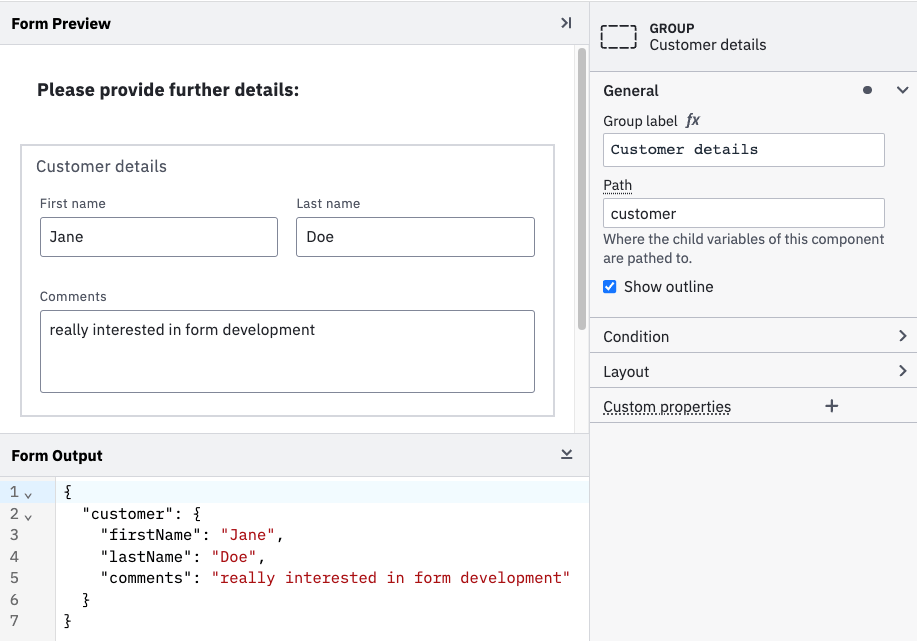 Form Preview
Please provide further details:
Customer details
First name
Last name
Jane
Doe
Comments
really interested in form development
Form Output
1
{
2
"customer": {
3
"firstName": "Jane",
4
"lastName": "Doe",
5
"comments": "really interested in form development"
6
}
7
}
GROUP
Customer details
General
Group label fx
Customer details
Path
customer
Where the child variables of this component
are pathed to.
Show outline
Condition
Layout
Custom properties